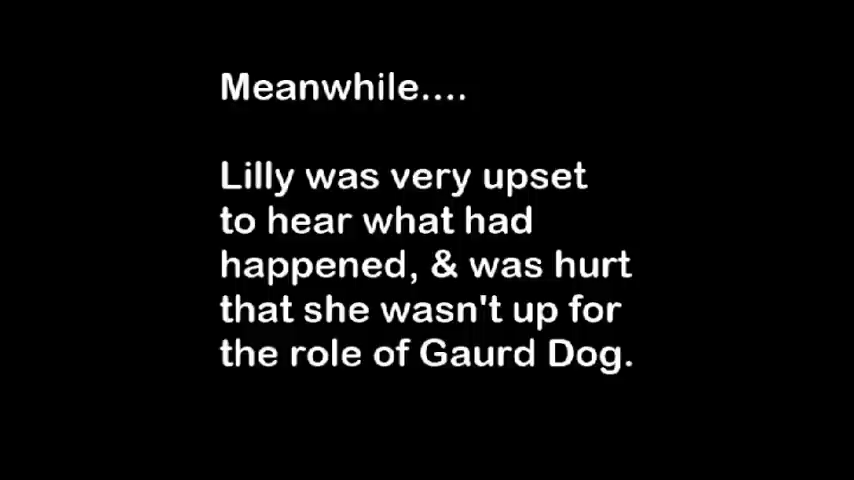 Meanwhile....
Lilly was very upset
to hear what had
happened, & was hurt
that she wasn't up for
the role of Gaurd Dog.